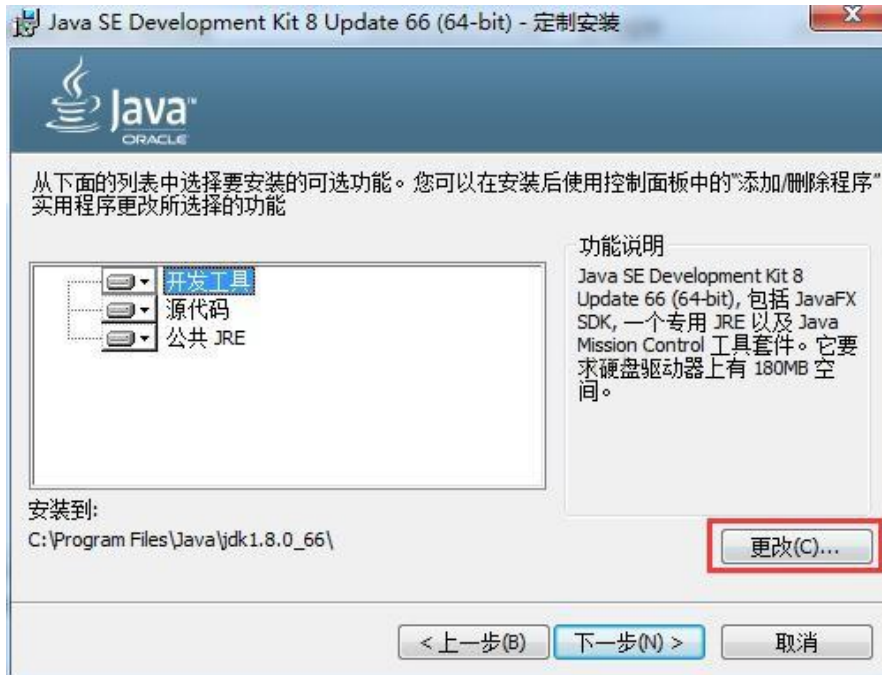 Java SE Development Kit 8 Update 66 (64-bit) - 定制安装
Java™
ORACLE
从下面的列表中选择要安装的可选功能。您可以在安装后使用控制面板中的"添加/删除程序"
实用程序更改所选择的功能
开发工具
源代码
公共 JRE
功能说明
Java SE Development Kit 8
Update 66 (64-bit), 包括 JavaFX
SDK, 一个专用 JRE 以及 Java
Mission Control 工具套件。它要
求硬盘驱动器上有 180MB 空
间。
安装到:
C:\Program Files\Java\jdk1.8.0_66\
更改(C)...
<上一步(B)
下一步(N) >
取消